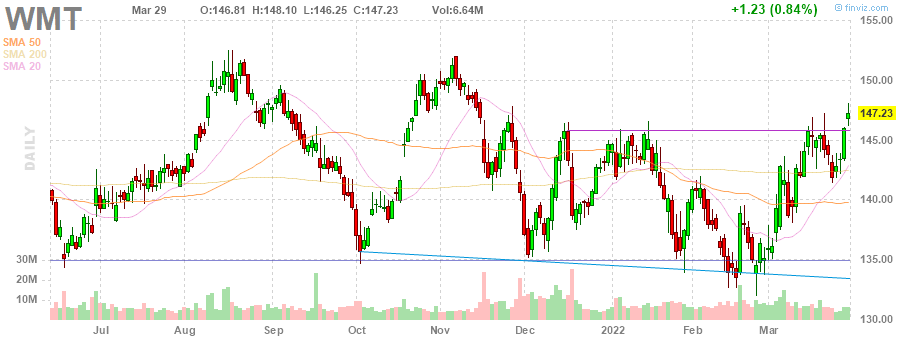 WMT Mar 29 O:146.81 H:148.10 L:146.25 C:147.23 Vol:6.64M +1.23 (0.84%) finviz.com
SMA 50
SMA 200
SMA 20
DAILY
155.00
150.00
147.23
145.00
140.00
135.00
130.00
30M
20M
10M
Jul Aug Sep Oct Nov Dec 2022 Feb Mar